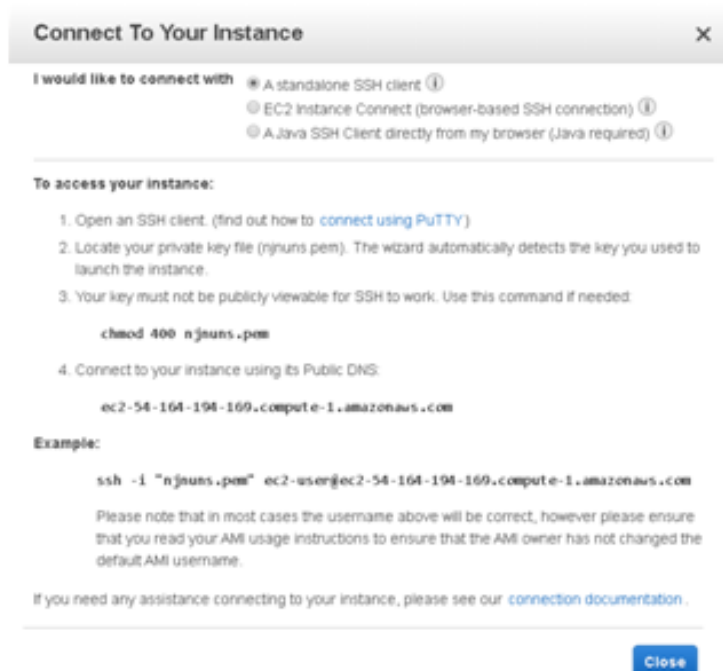 Connect To Your Instance
I would like to connect with
A standalone SSH client
EC2 Instance Connect (browser-based SSH connection)
A Java SSH Client directly from my browser (Java required)
To access your instance:
1. Open an SSH client. (find out how to connect using PuTTY)
2. Locate your private key file (njnuns.pem). The wizard automatically detects the key you used to
launch the instance.
3. Your key must not be publicly viewable for SSH to work. Use this command if needed:
chmod 400 njnuns.pem
4. Connect to your instance using its Public DNS:
ec2-54-164-194-169.compute-1.amazonaws.com
Example:
ssh -i "njnuns.pem" ec2-user@ec2-54-164-194-169.compute-1.amazonaws.com
Please note that in most cases the username above will be correct, however please ensure
that you read your AMI usage instructions to ensure that the AMI owner has not changed the
default AMI username.
If you need any assistance connecting to your instance, please see our connection documentation.
Close